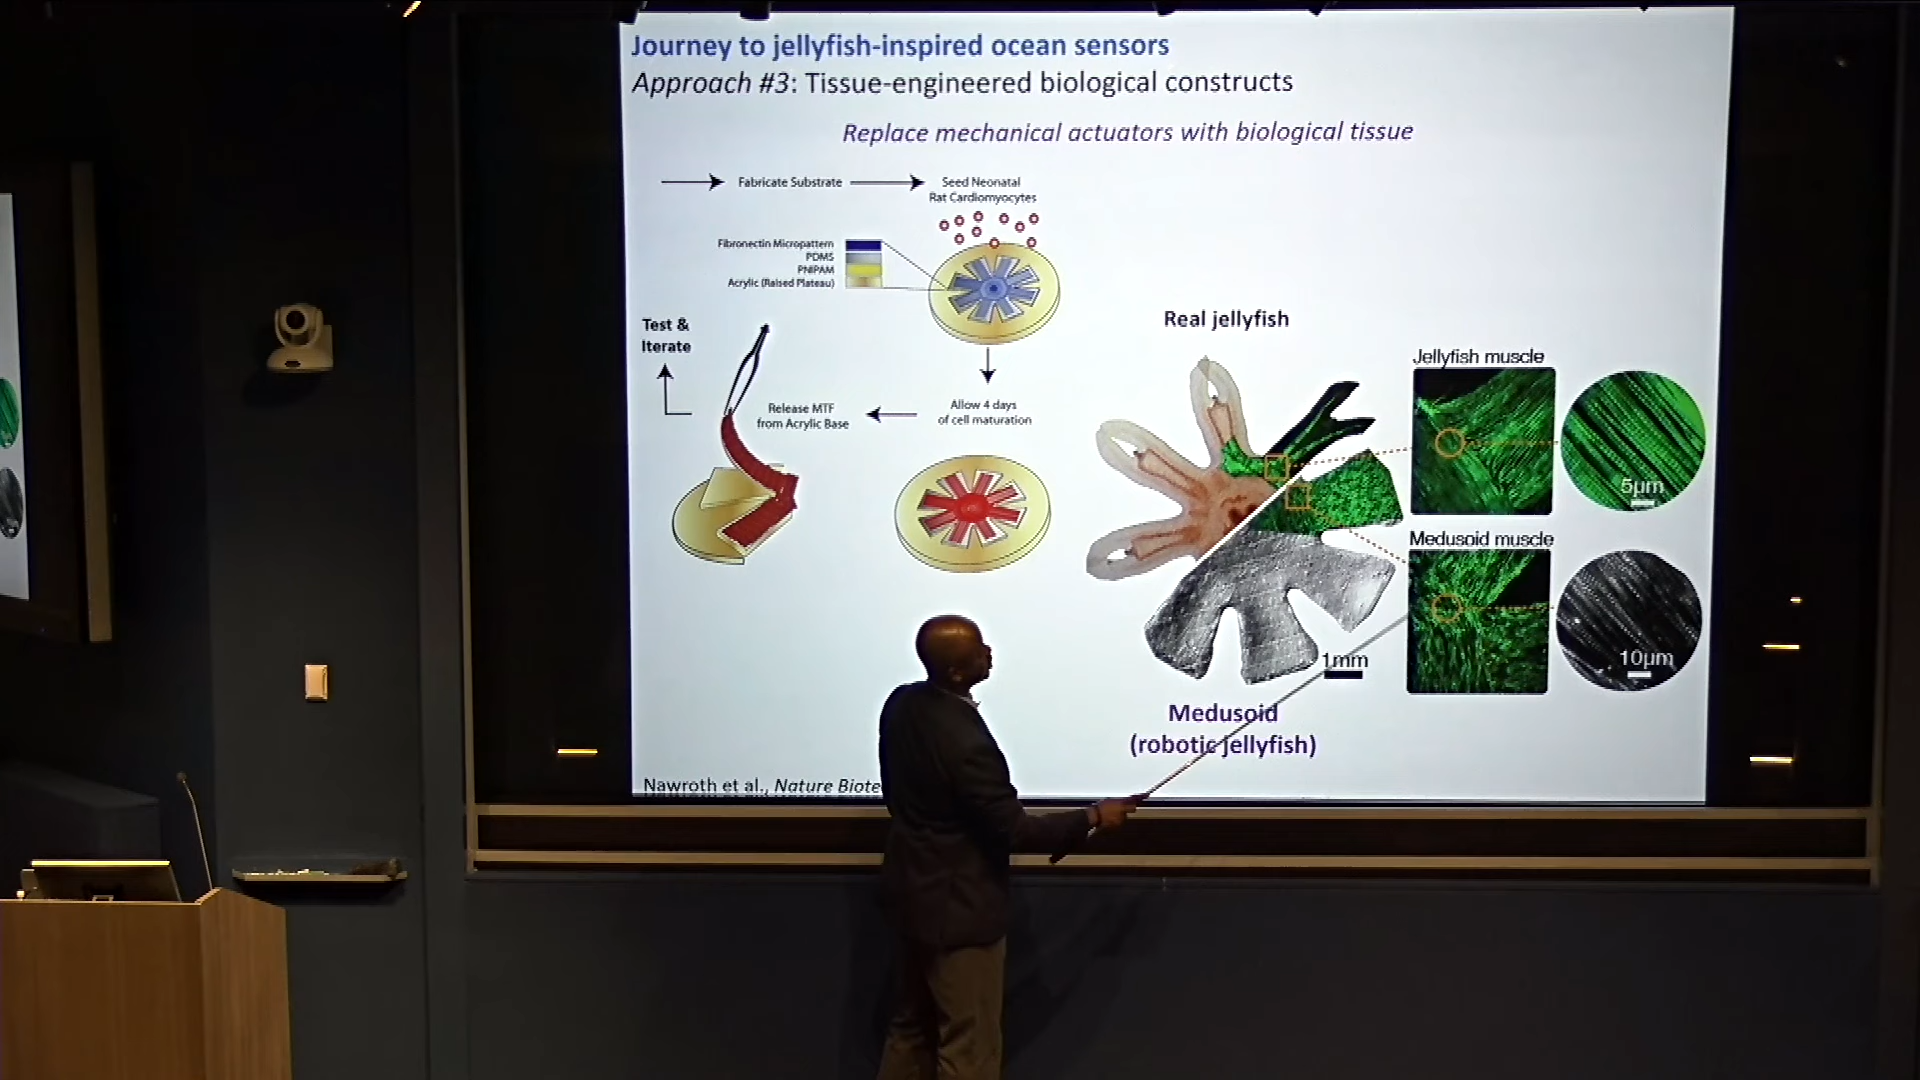 Journey to jellyfish-inspired ocean sensors
Approach #3: Tissue-engineered biological constructs
Replace mechanical actuators with biological tissue
Fabricate Substrate
Seed Neonatal
Rat Cardiomyocytes
Fibronectin Micropattern
PDMS
PNIPAM
Acrylic (Raised Plateau)
Test &
Iterate
Release MTF
from Acrylic Base
Allow 4 days
of cell maturation
Real jellyfish
Jellyfish muscle
5μm
Medusoid muscle
10μm
1mm
Medusoid
(robotic jellyfish)
Nawroth et al., Nature Biote